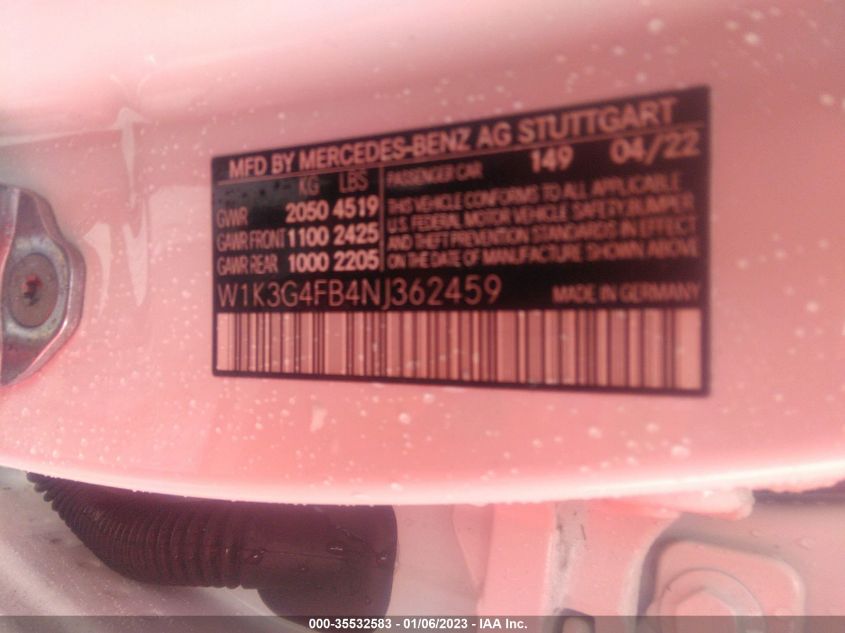 MFD BY MERCEDES-BENZ AG STUTTGART
KG LBS
GWR 2050 4519
GAWR FRONT 1100 2425
GAWR REAR 1000 2205
PASSENGER CAR 149 04/22
THIS VEHICLE CONFORMS TO ALL APPLICABLE
U.S. FEDERAL MOTOR VEHICLE SAFETY, BUMPER
AND THEFT PREVENTION STANDARDS IN EFFECT
ON THE DATE OF MANUFACTURE SHOWN ABOVE
W1K3G4FB4NJ362459 MADE IN GERMANY
000-35532583 - 01/06/2023 - IAA Inc.